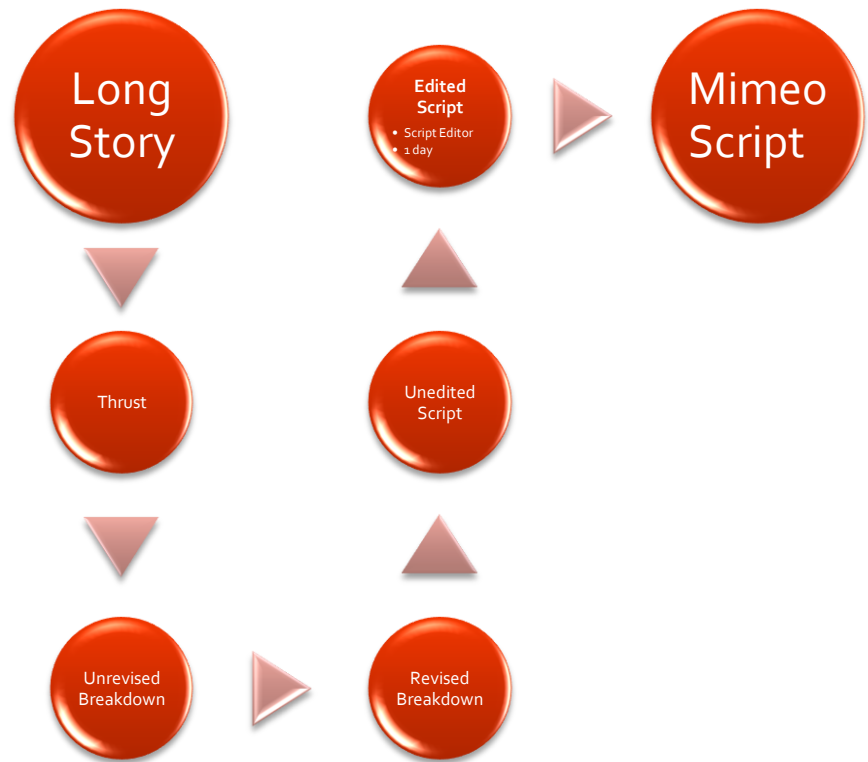 Long
Story
Thrust
Unrevised
Breakdown
Revised
Breakdown
Unedited
Script
Edited
Script
• Script Editor
• 1 day
Mimeo
Script